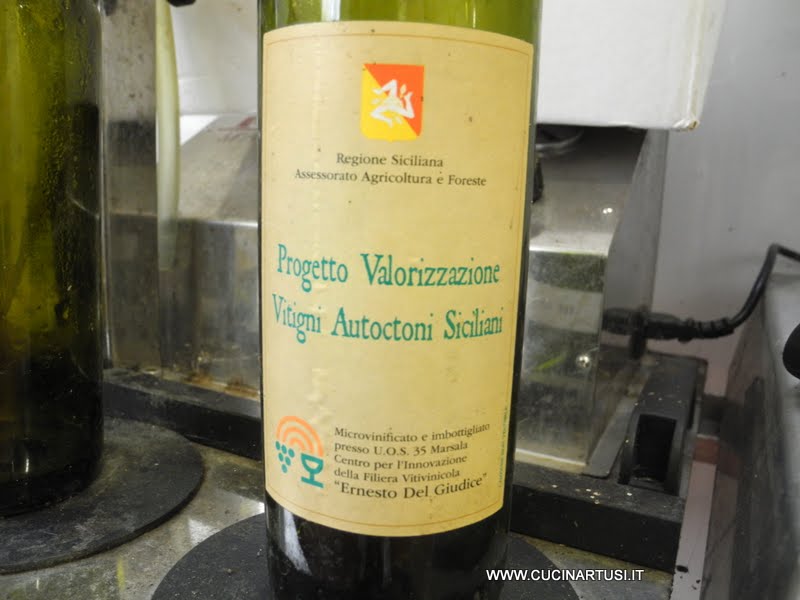 Regione Siciliana
Assessorato Agricoltura e Foreste
Progetto Valorizzazione
Vitigni Autoctoni Siciliani
Microvinificato e imbottigliato
presso U.O.S. 35 Marsala
Centro per l'Innovazione
della Filiera Vitivinicola
"Ernesto Del Giudice"
WWW.CUCINARTUSI.IT